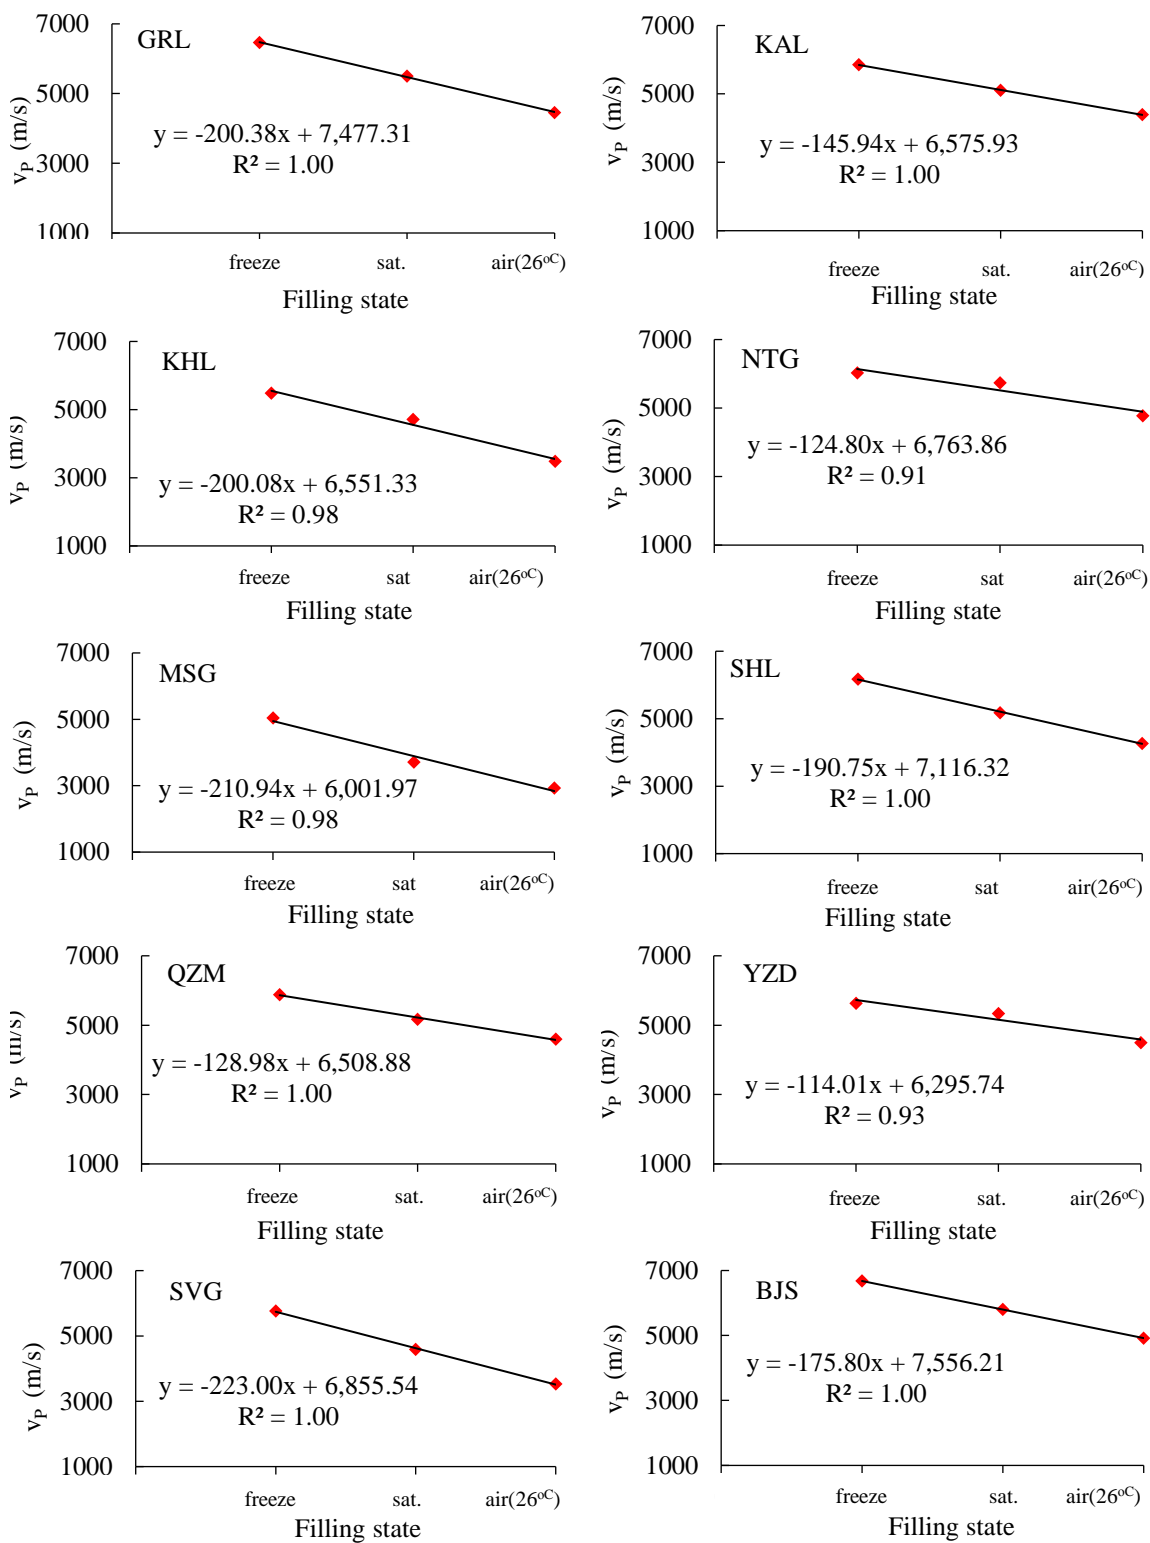 GRL
7000
5000
3000
1000
v_P (m/s)
y = -200.38x + 7,477.31
R² = 1.00
freeze sat. air(26ºC)
Filling state
KAL
7000
5000
3000
1000
v_P (m/s)
y = -145.94x + 6,575.93
R² = 1.00
freeze sat. air(26ºC)
Filling state
KHL
7000
5000
3000
1000
v_P (m/s)
y = -200.08x + 6,551.33
R² = 0.98
freeze sat air(26ºC)
Filling state
NTG
7000
5000
3000
1000
v_P (m/s)
y = -124.80x + 6,763.86
R² = 0.91
freeze sat air(26ºC)
Filling state
MSG
7000
5000
3000
1000
v_P (m/s)
y = -210.94x + 6,001.97
R² = 0.98
freeze sat air(26ºC)
Filling state
SHL
7000
5000
3000
1000
v_P (m/s)
y = -190.75x + 7,116.32
R² = 1.00
freeze sat air(26ºC)
Filling state
QZM
7000
5000
3000
1000
v_P (m/s)
y = -128.98x + 6,508.88
R² = 1.00
freeze sat. air(26ºC)
Filling state
YZD
7000
5000
3000
1000
v_P (m/s)
y = -114.01x + 6,295.74
R² = 0.93
freeze sat. air(26ºC)
Filling state
SVG
7000
5000
3000
1000
v_P (m/s)
y = -223.00x + 6,855.54
R² = 1.00
freeze sat. air(26ºC)
Filling state
BJS
7000
5000
3000
1000
v_P (m/s)
y = -175.80x + 7,556.21
R² = 1.00
freeze sat. air(26ºC)
Filling state